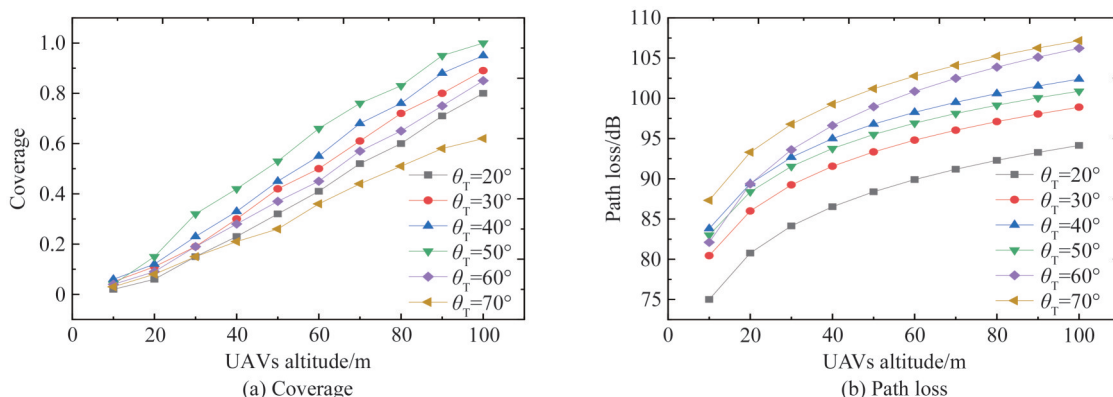 1.0
0.8
0.6
0.4
0.2
0
Coverage
θT=20°
θT=30°
θT=40°
θT=50°
θT=60°
θT=70°
0 20 40 60 80 100
UAVs altitude/m
(a) Coverage
105
100
95
90
85
80
75
Path loss/dB
θT=20°
θT=30°
θT=40°
θT=50°
θT=60°
θT=70°
0 20 40 60 80 100
UAVs altitude/m
(b) Path loss